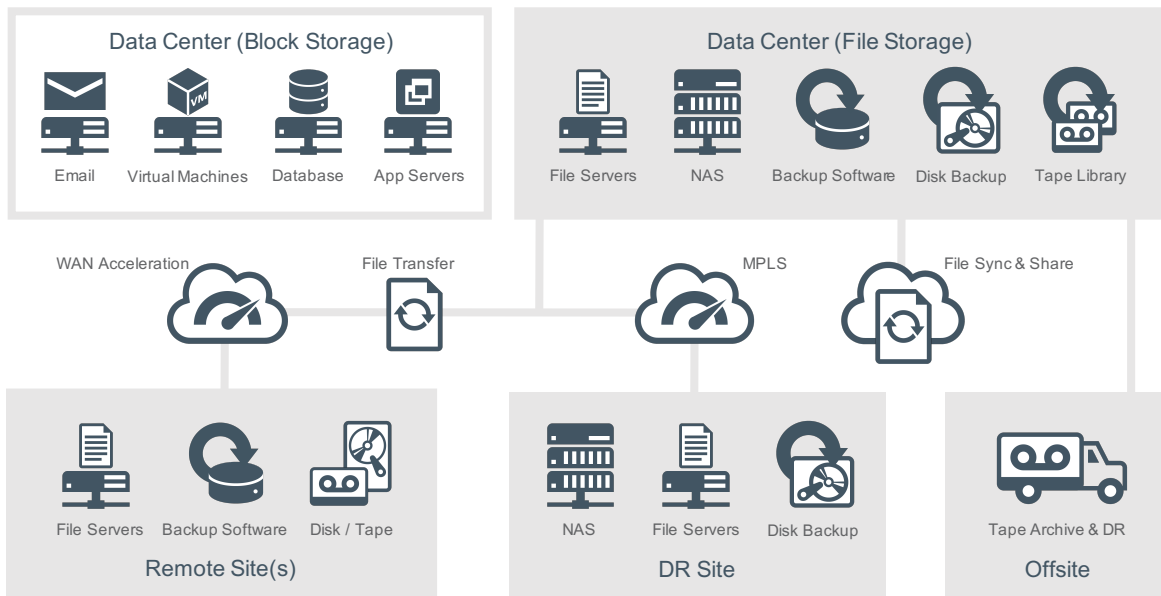 Data Center (Block Storage)
VM
Email
Virtual Machines
Database
App Servers
Data Center (File Storage)
File Servers
NAS
Backup Software
Disk Backup
Tape Library
WAN Acceleration
File Transfer
MPLS
File Sync & Share
File Servers
Backup Software
Disk / Tape
Remote Site(s)
NAS
File Servers
Disk Backup
DR Site
Tape Archive & DR
Offsite